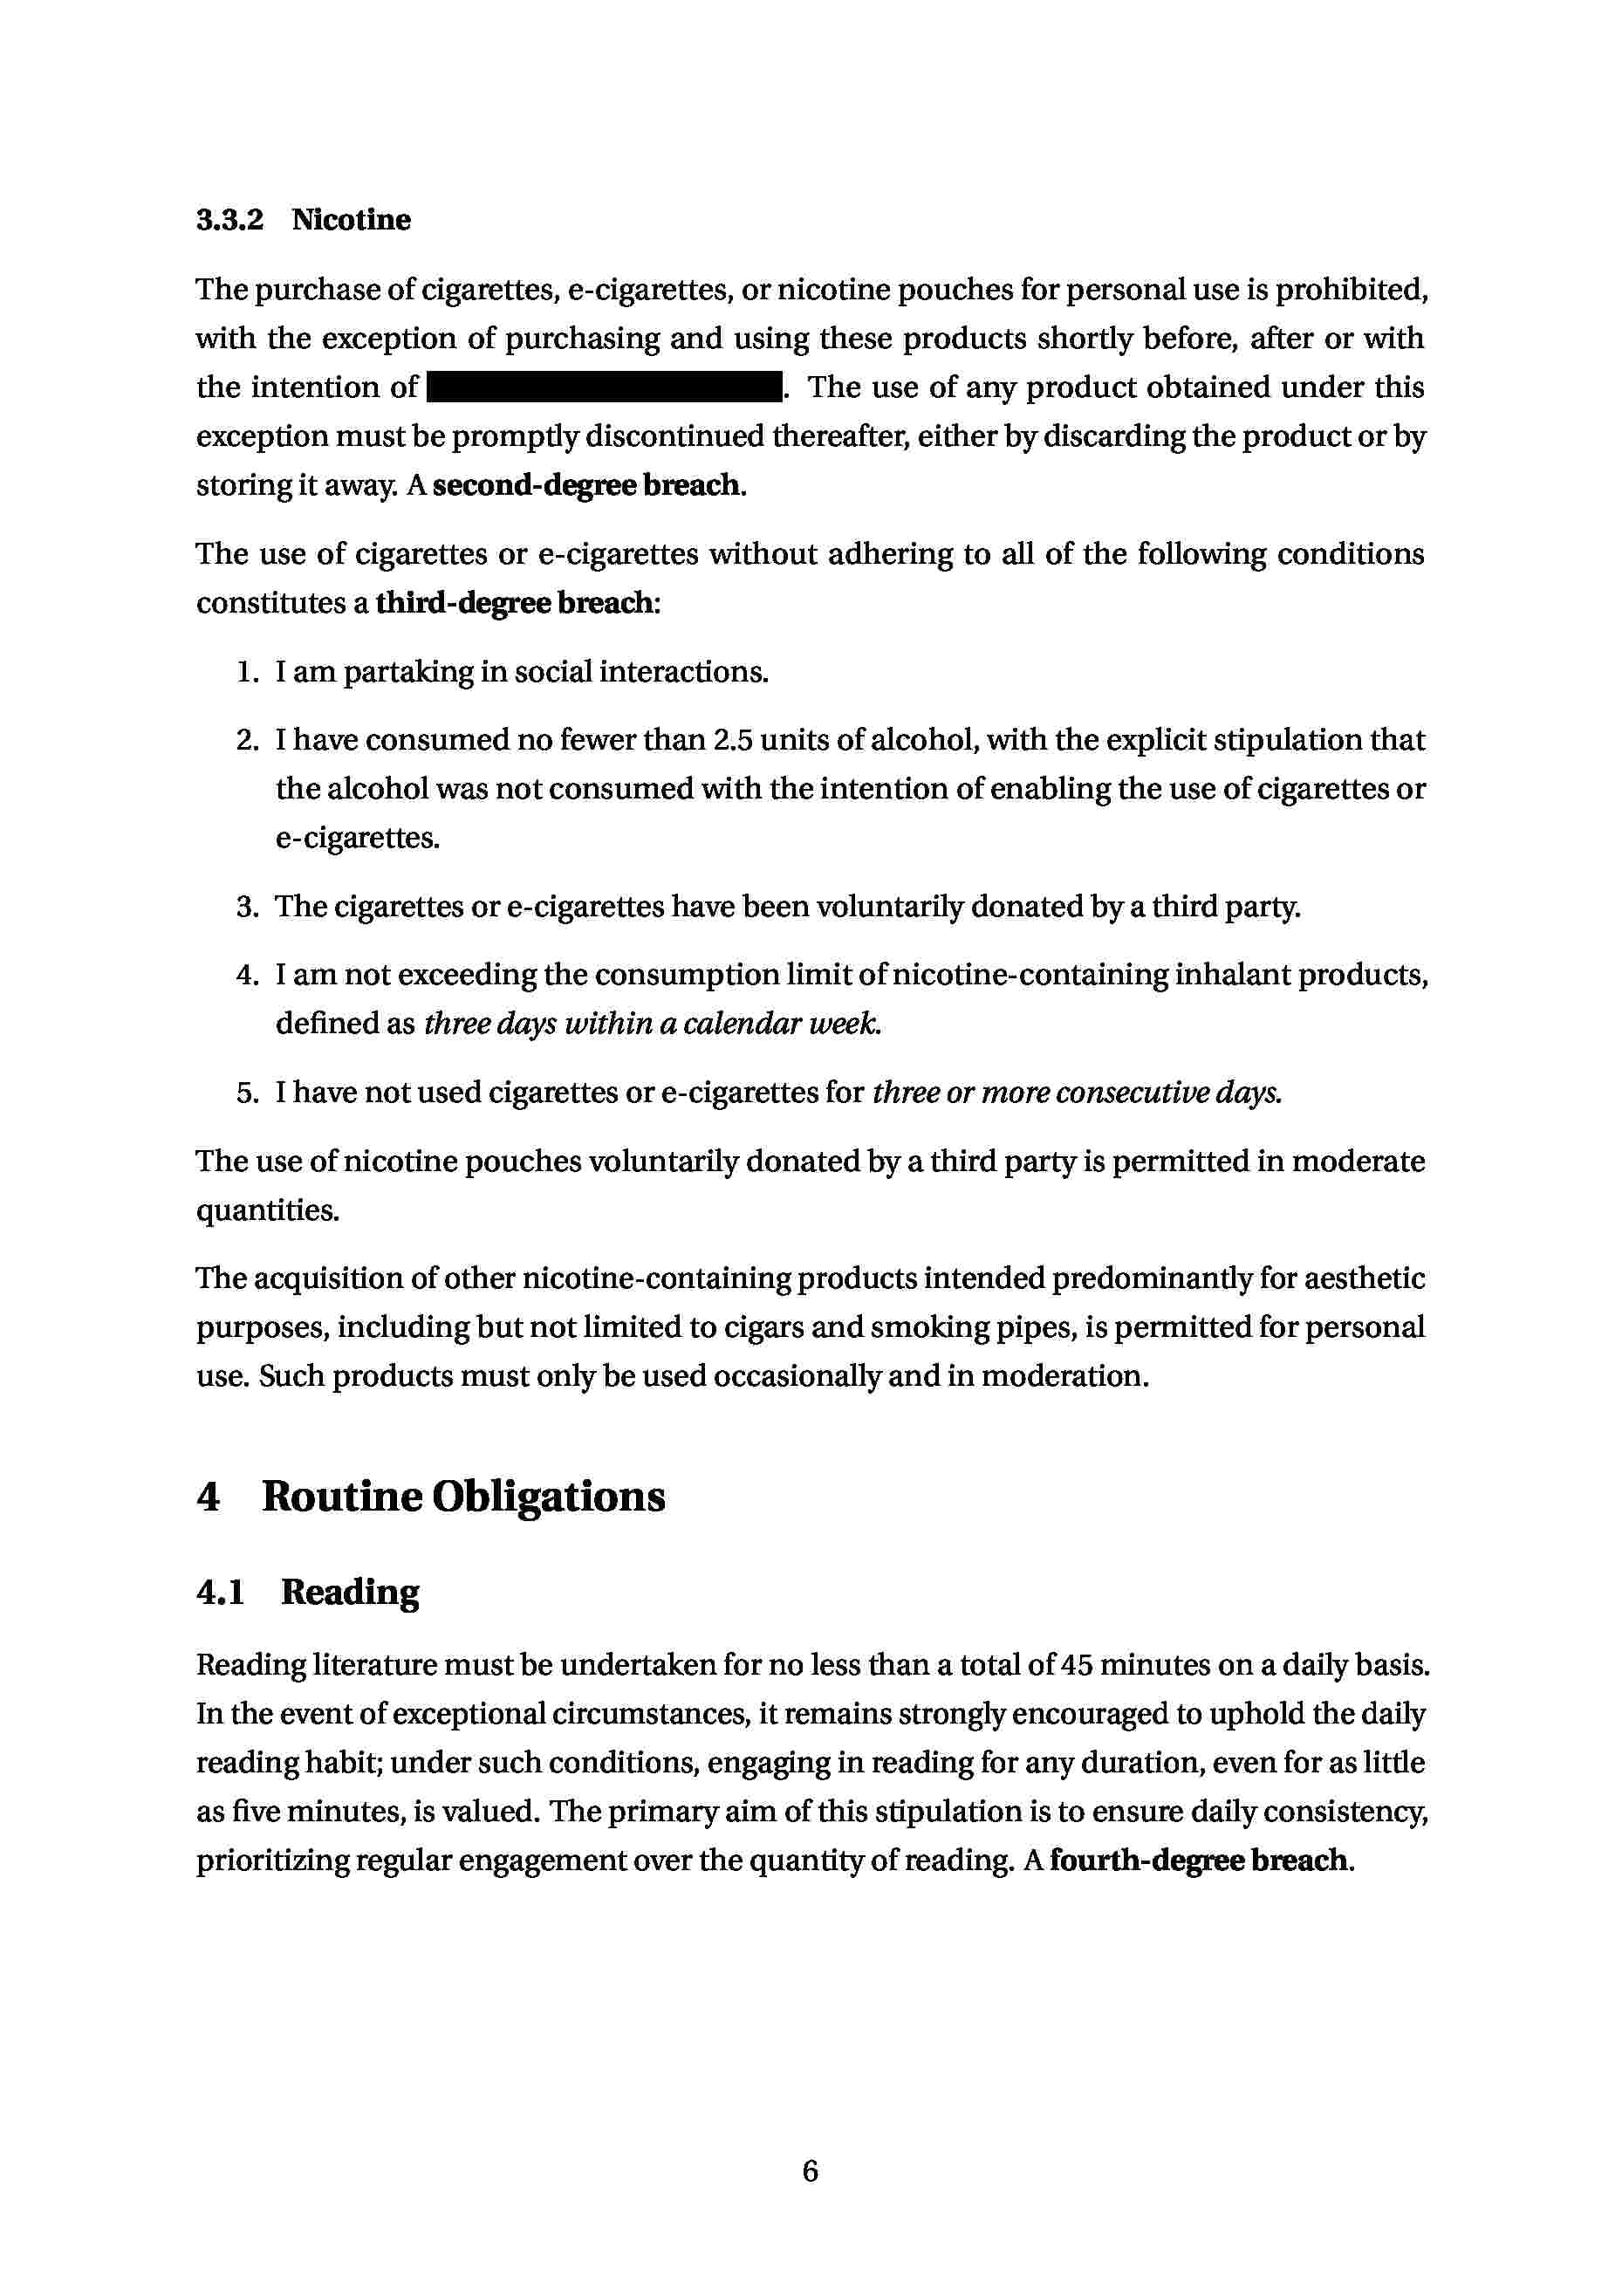 3.3.2 Nicotine
The purchase of cigarettes, e-cigarettes, or nicotine pouches for personal use is prohibited,
with the exception of purchasing and using these products shortly before, after or with
the intention of . The use of any product obtained under this
exception must be promptly discontinued thereafter, either by discarding the product or by
storing it away. A second-degree breach.
The use of cigarettes or e-cigarettes without adhering to all of the following conditions
constitutes a third-degree breach:
1. I am partaking in social interactions.
2. I have consumed no fewer than 2.5 units of alcohol, with the explicit stipulation that
the alcohol was not consumed with the intention of enabling the use of cigarettes or
e-cigarettes.
3. The cigarettes or e-cigarettes have been voluntarily donated by a third party.
4. I am not exceeding the consumption limit of nicotine-containing inhalant products,
defined as three days within a calendar week.
5. I have not used cigarettes or e-cigarettes for three or more consecutive days.
The use of nicotine pouches voluntarily donated by a third party is permitted in moderate
quantities.
The acquisition of other nicotine-containing products intended predominantly for aesthetic
purposes, including but not limited to cigars and smoking pipes, is permitted for personal
use. Such products must only be used occasionally and in moderation.
4 Routine Obligations
4.1 Reading
Reading literature must be undertaken for no less than a total of 45 minutes on a daily basis.
In the event of exceptional circumstances, it remains strongly encouraged to uphold the daily
reading habit; under such conditions, engaging in reading for any duration, even for as little
as five minutes, is valued. The primary aim of this stipulation is to ensure daily consistency,
prioritizing regular engagement over the quantity of reading. A fourth-degree breach.
6